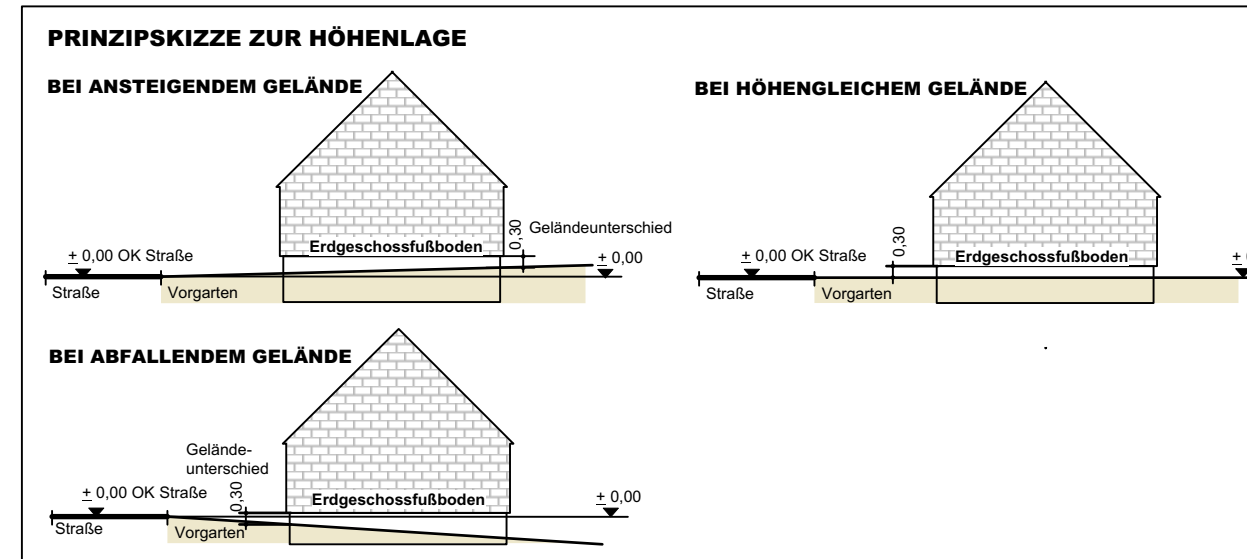 PRINZIPSKIZZE ZUR HÖHENLAGE
BEI ANSTEIGENDEM GELÄNDE
Erdgeschossfußboden
0,30
Geländeunterschied
± 0,00 OK Straße
± 0,00
Straße
Vorgarten
BEI HÖHENGLEICHEM GELÄNDE
0,30
Erdgeschossfußboden
± 0,00 OK Straße
Straße
Vorgarten
BEI ABFALLENDEM GELÄNDE
Gelände-
unterschied
0,30
Erdgeschossfußboden
± 0,00 OK Straße
± 0,00
Straße
Vorgarten